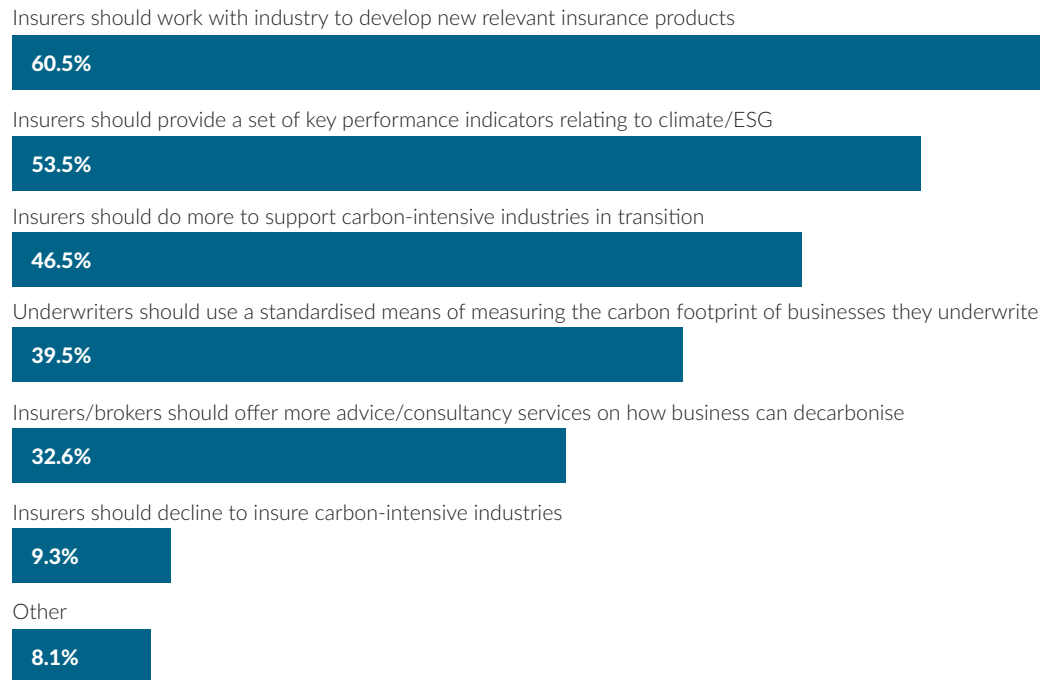 Insurers should work with industry to develop new relevant insurance products
60.5%
Insurers should provide a set of key performance indicators relating to climate/ESG
53.5%
Insurers should do more to support carbon-intensive industries in transition
46.5%
Underwriters should use a standardised means of measuring the carbon footprint of businesses they underwrite
39.5%
Insurers/brokers should offer more advice/consultancy services on how business can decarbonise
32.6%
Insurers should decline to insure carbon-intensive industries
9.3%
Other
8.1%